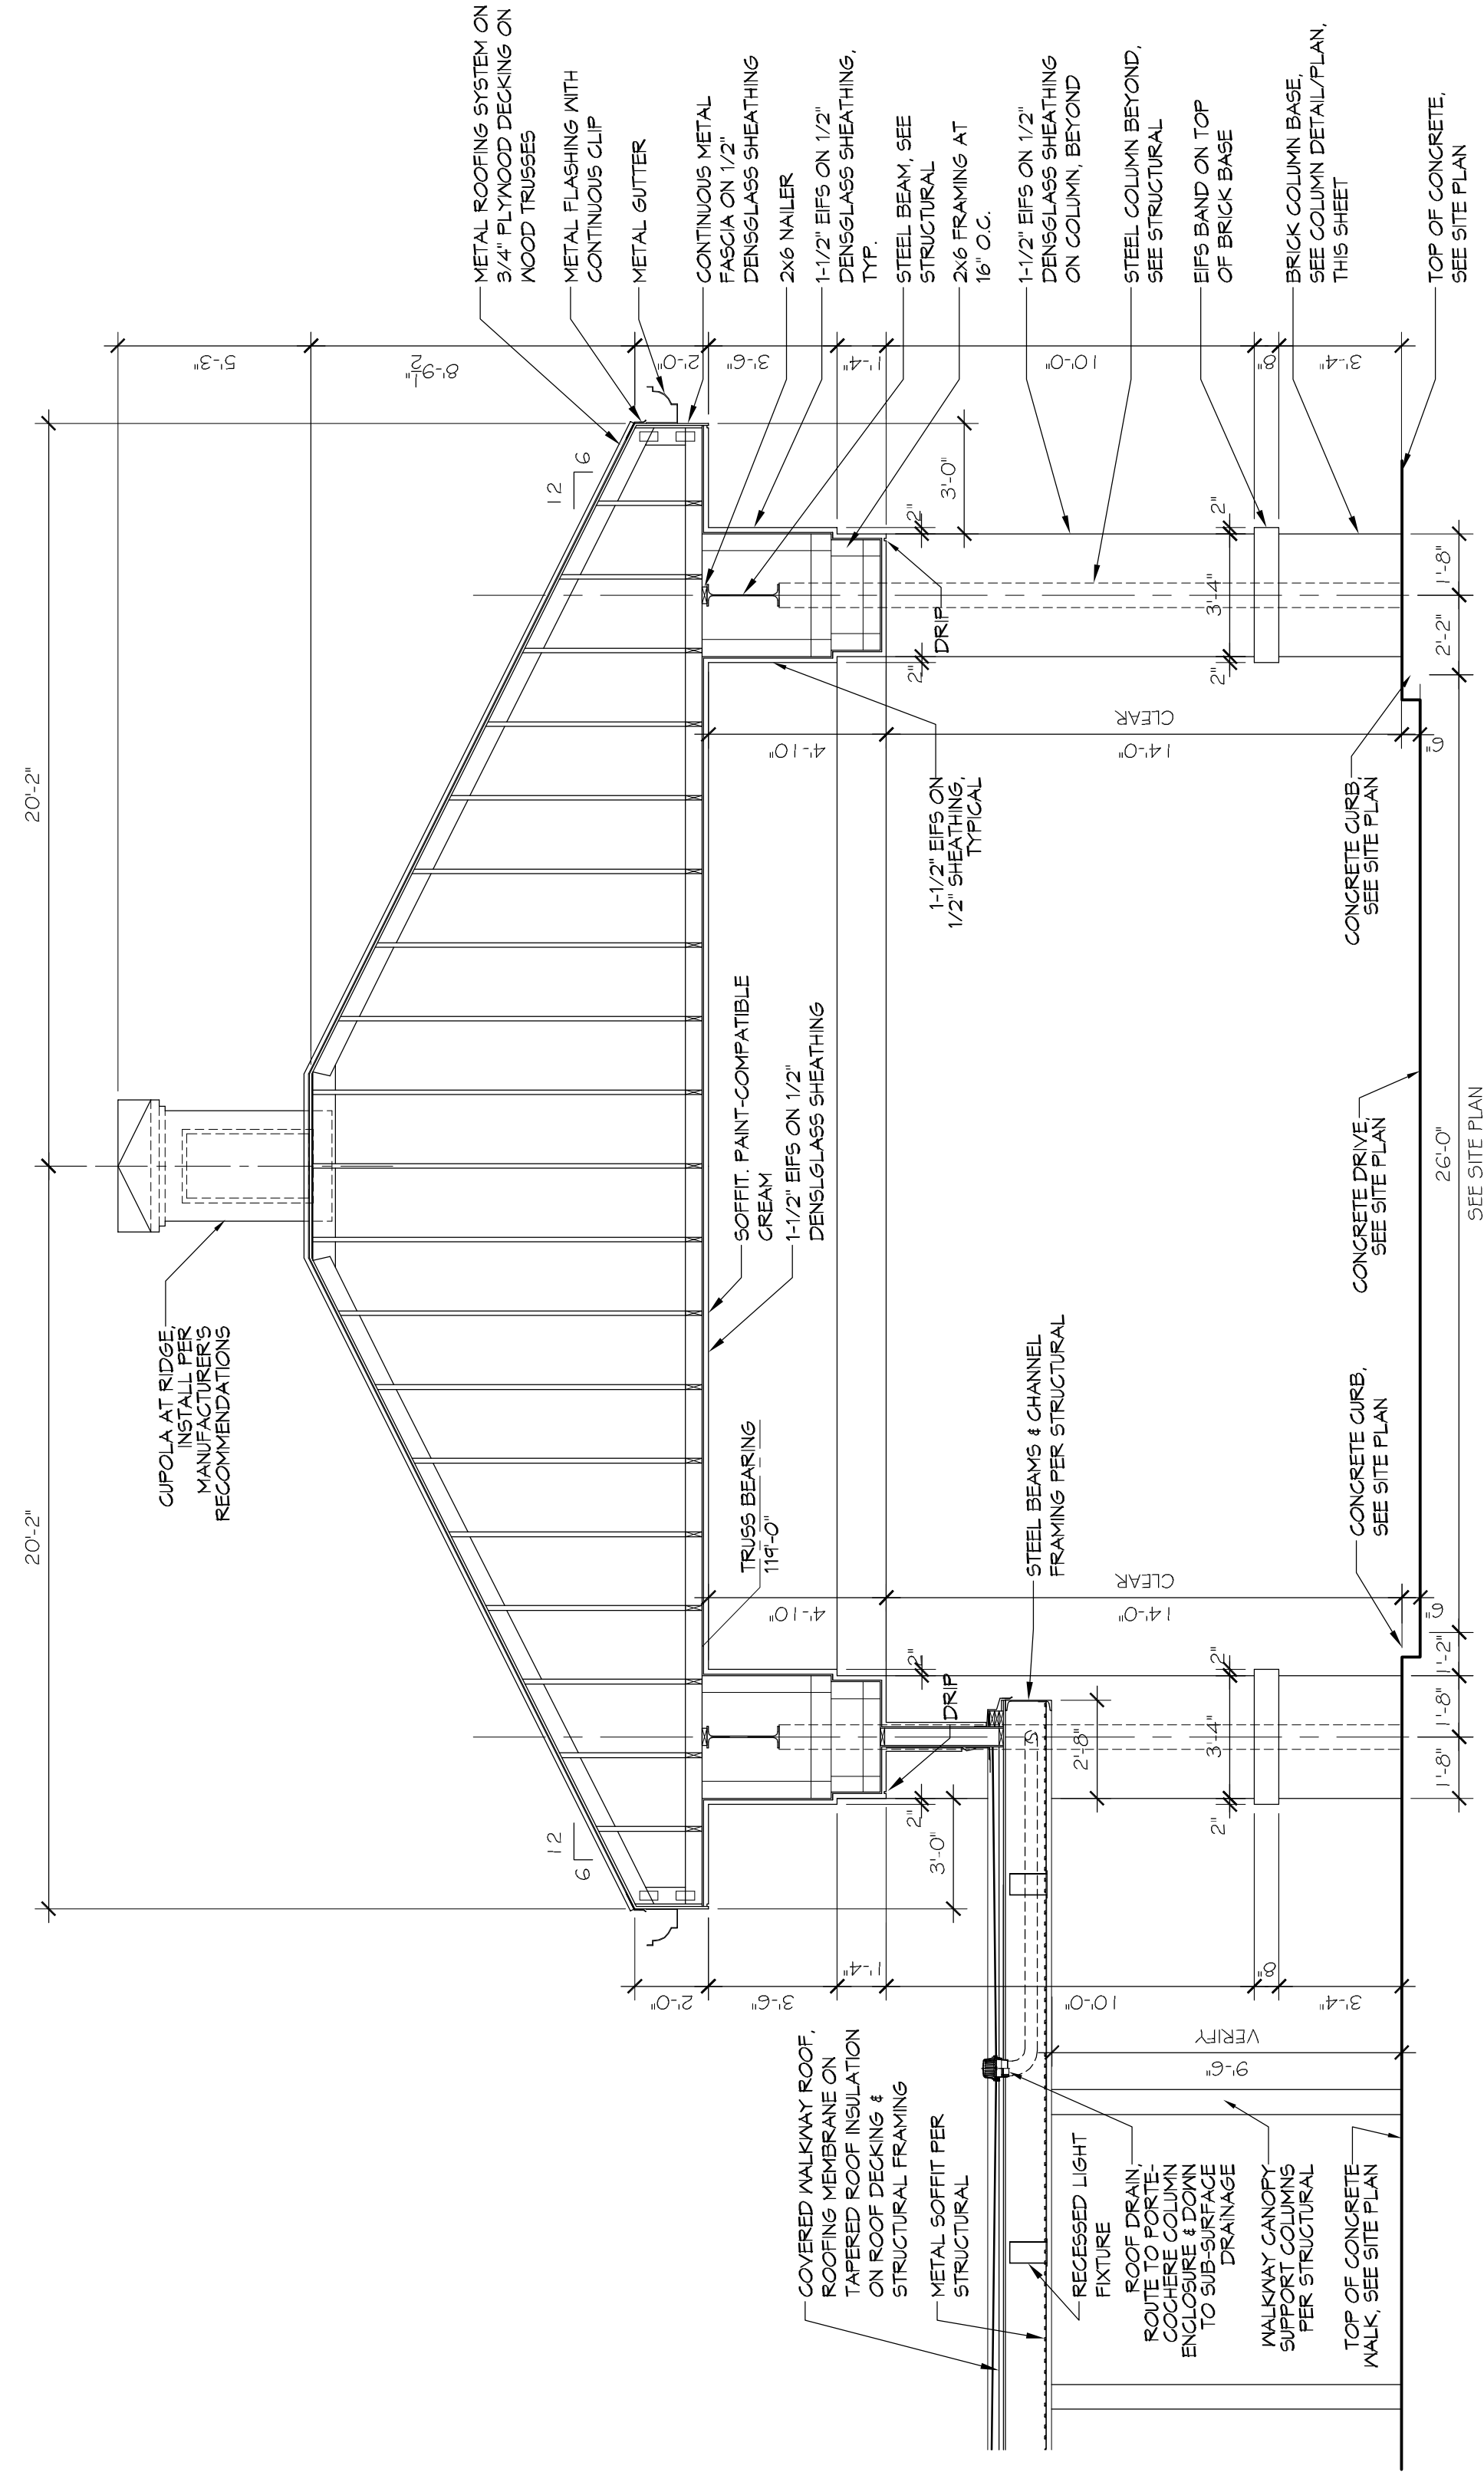 20'-2"
20'-2"
CUPOLA AT RIDGE,
INSTALL PER
MANUFACTURER'S
RECOMMENDATIONS
5'-3"
8'-9 1/2"
2'-0"
3'-6"
1'-4"
10'-0"
8"
3'-4"
METAL ROOFING SYSTEM ON
3/4" PLYWOOD DECKING ON
WOOD TRUSSES
METAL FLASHING WITH
CONTINUOUS CLIP
METAL GUTTER
CONTINUOUS METAL
FASCIA ON 1/2"
DENSGLASS SHEATHING
2x6 NAILER
1-1/2" EIFS ON 1/2"
DENSGLASS SHEATHING,
TYP.
STEEL BEAM, SEE
STRUCTURAL
2x6 FRAMING AT
16" O.C.
1-1/2" EIFS ON 1/2"
DENSGLASS SHEATHING
ON COLUMN, BEYOND
STEEL COLUMN BEYOND,
SEE STRUCTURAL
EIFS BAND ON TOP
OF BRICK BASE
BRICK COLUMN BASE,
SEE COLUMN DETAIL/PLAN,
THIS SHEET
TOP OF CONCRETE,
SEE SITE PLAN
12
6
12
6
TRUSS BEARING
119'-0"
SOFFIT. PAINT-COMPATIBLE
CREAM
1-1/2" EIFS ON 1/2"
DENSLGLASS SHEATHING
4'-10"
14'-0"
CLEAR
6"
4'-10"
14'-0"
CLEAR
6"
1-1/2" EIFS ON
1/2" SHEATHING,
TYPICAL
DRIP
DRIP
3'-0"
2"
2"
2"
3'-4"
2"
3'-0"
2"
2"
2'-8"
2"
3'-4"
2"
STEEL BEAMS & CHANNEL
FRAMING PER STRUCTURAL
2'-0"
3'-6"
1'-4"
10'-0"
8"
3'-4"
9'-6"
VERIFY
COVERED WALKWAY ROOF,
ROOFING MEMBRANE ON
TAPERED ROOF INSULATION
ON ROOF DECKING &
STRUCTURAL FRAMING
METAL SOFFIT PER
STRUCTURAL
RECESSED LIGHT
FIXTURE
ROOF DRAIN,
ROUTE TO PORTE-
COCHERE COLUMN
ENCLOSURE & DOWN
TO SUB-SURFACE
DRAINAGE
WALKWAY CANOPY
SUPPORT COLUMNS
PER STRUCTURAL
TOP OF CONCRETE
WALK, SEE SITE PLAN
CONCRETE CURB,
SEE SITE PLAN
CONCRETE DRIVE,
SEE SITE PLAN
CONCRETE CURB,
SEE SITE PLAN
1'-8"
1'-8"
1'-2"
26'-0"
SEE SITE PLAN
2'-2"
1'-8"